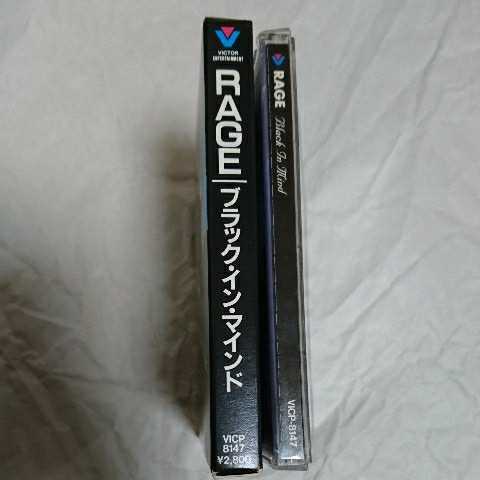 VICTOR
ENTERTAINMENT
RAGE|ブラック・イン・マインド
VICP
8147
¥2,800
RAGE Black In Mind
VICP-8147